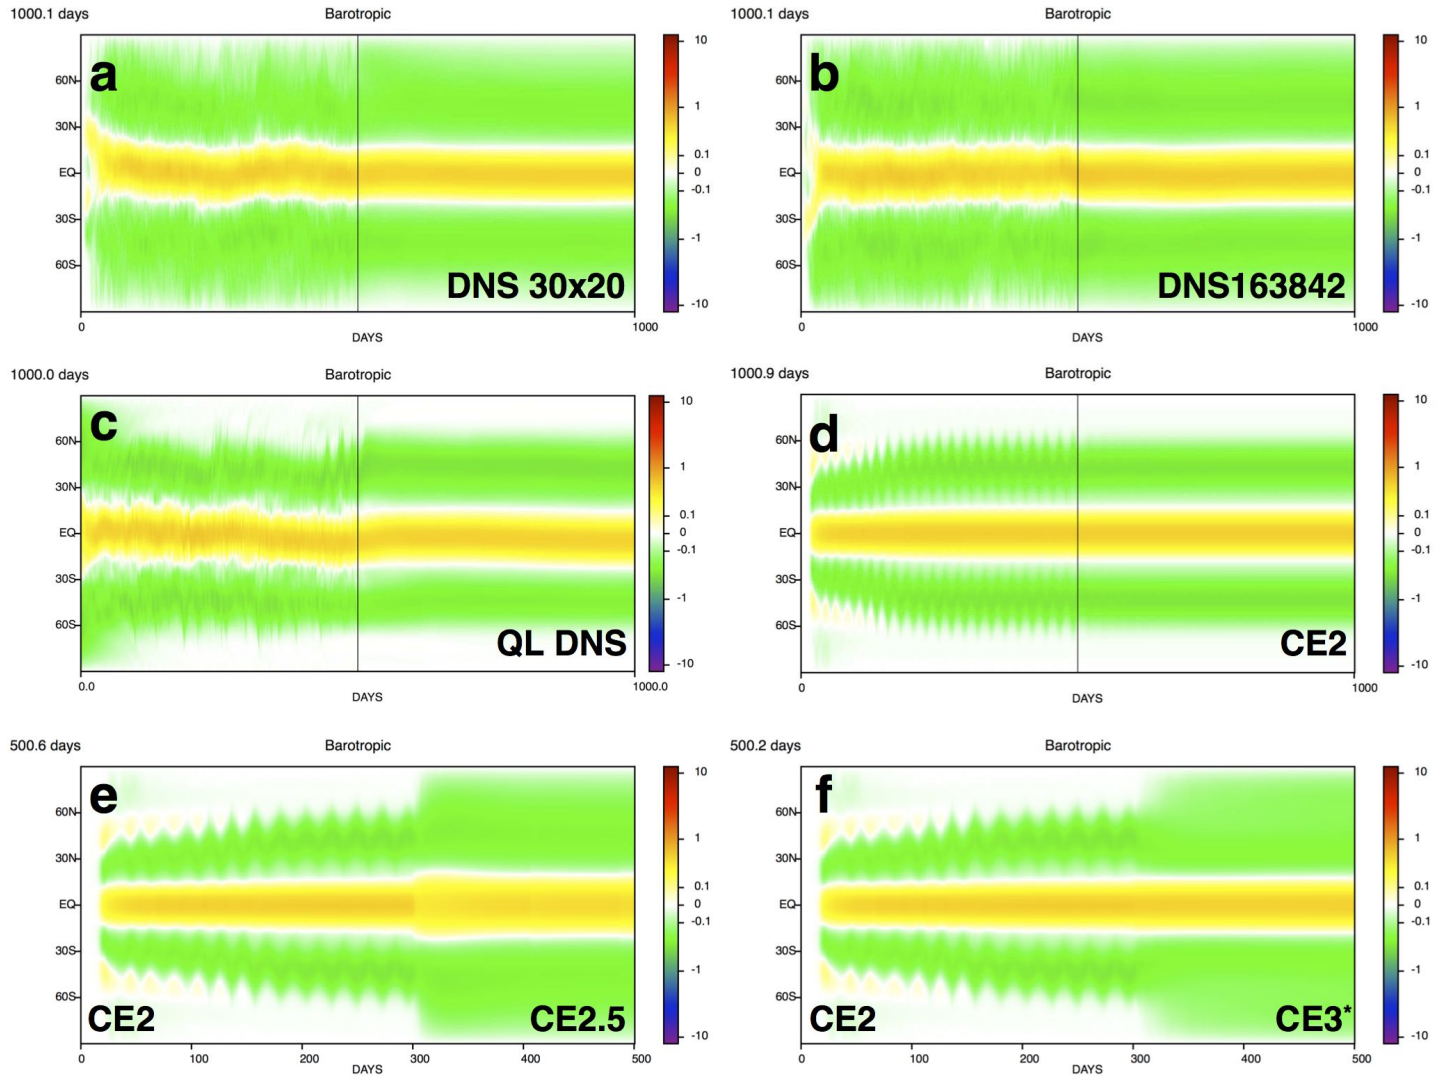 1000.1 days
Barotropic
a
60N
30N
EQ
30S
60S
DNS 30x20
0
1000
DAYS
10
1
0.1
0
-0.1
-1
-10
1000.1 days
Barotropic
b
60N
30N
EQ
30S
60S
DNS163842
0
1000
DAYS
10
1
0.1
0
-0.1
-1
-10
1000.0 days
Barotropic
c
60N
30N
EQ
30S
60S
QL DNS
0.0
1000.0
DAYS
10
1
0.1
0
-0.1
-1
-10
1000.9 days
Barotropic
d
60N
30N
EQ
30S
60S
CE2
0
1000
DAYS
10
1
0.1
0
-0.1
-1
-10
500.6 days
Barotropic
e
60N
30N
EQ
30S
60S
CE2
CE2.5
0 100 200 300 400 500
DAYS
10
1
0.1
0
-0.1
-1
-10
500.2 days
Barotropic
f
60N
30N
EQ
30S
60S
CE2
CE3*
0 100 200 300 400 500
DAYS
10
1
0.1
0
-0.1
-1
-10